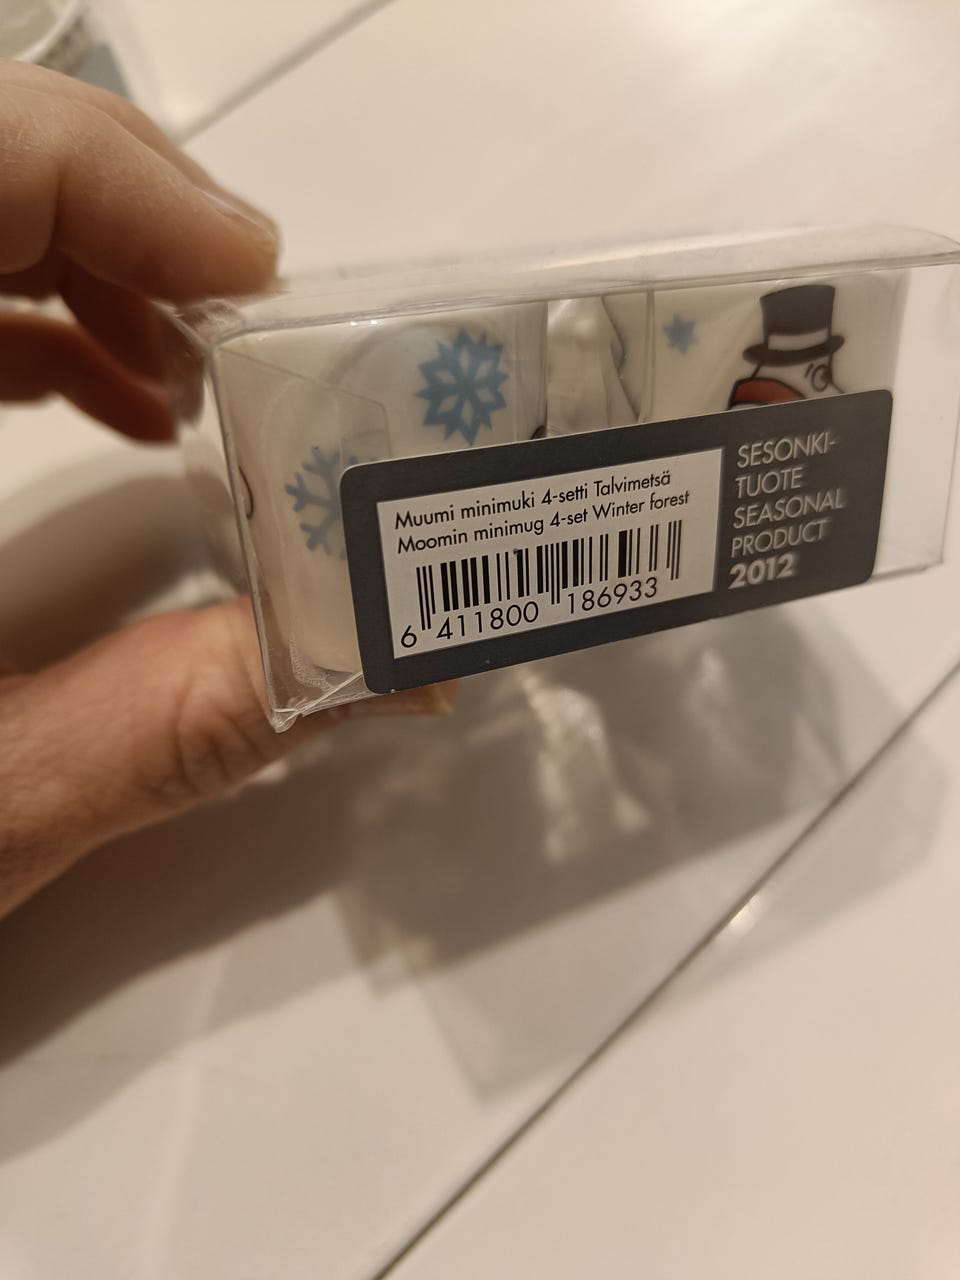 Muumi minimuki 4-setti Talvimetsä
Moomin minimug 4-set Winter forest
6 411800 186933
SESONKI-
TUOTE
SEASONAL
PRODUCT
2012